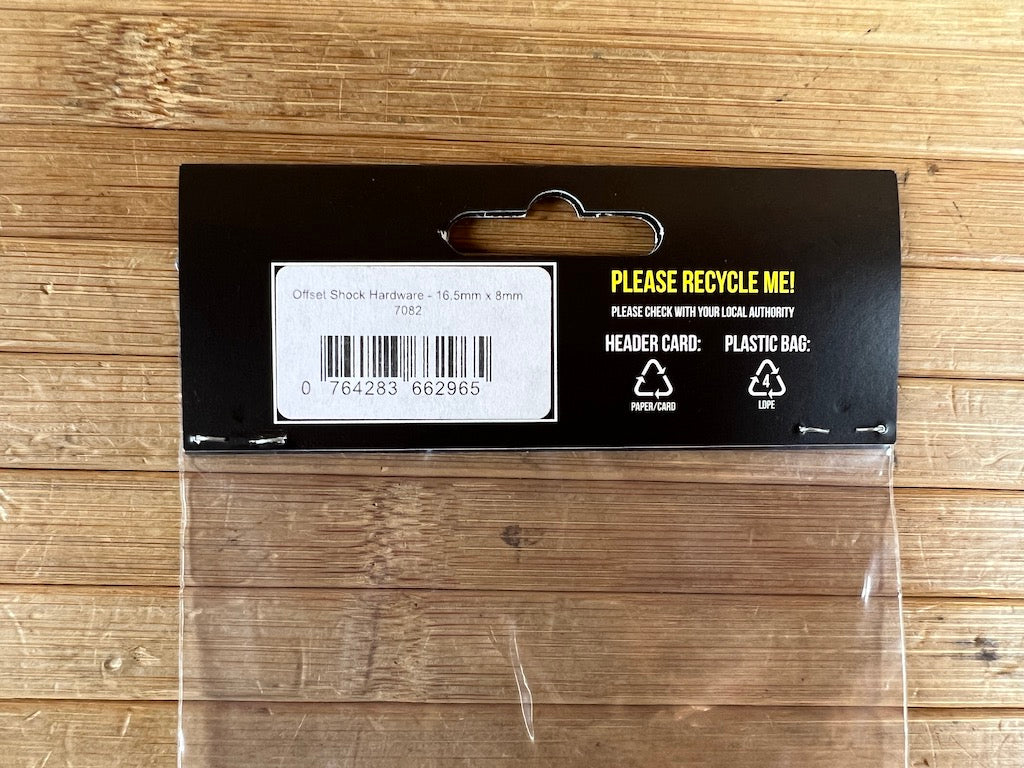 Offset Shock Hardware - 16.5mm x 8mm
7082
0 764283 662965
PLEASE RECYCLE ME!
PLEASE CHECK WITH YOUR LOCAL AUTHORITY
HEADER CARD: PLASTIC BAG:
4
PAPER/CARD LDPE